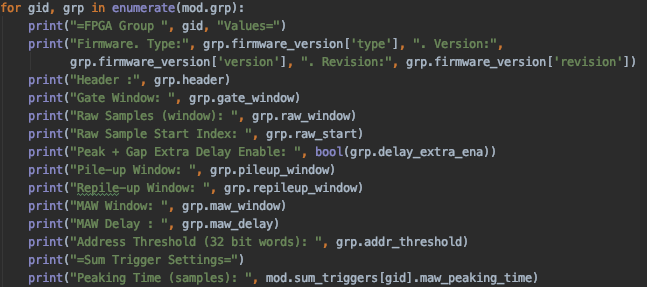 for gid, grp in enumerate(mod.grp):
    print("=FPGA Group ", gid, "Values=")
    print("Firmware. Type:", grp.firmware_version['type'], ". Version:",
          grp.firmware_version['version'], ". Revision:", grp.firmware_version['revision'])
    print("Header :", grp.header)
    print("Gate Window: ", grp.gate_window)
    print("Raw Samples (window): ", grp.raw_window)
    print("Raw Sample Start Index: ", grp.raw_start)
    print("Peak + Gap Extra Delay Enable: ", bool(grp.delay_extra_ena))
    print("Pile-up Window: ", grp.pileup_window)
    print("Repile-up Window: ", grp.repileup_window)
    print("MAW Window: ", grp.maw_window)
    print("MAW Delay : ", grp.maw_delay)
    print("Address Threshold (32 bit words): ", grp.addr_threshold)
    print("=Sum Trigger Settings=")
    print("Peaking Time (samples): ", mod.sum_triggers[gid].maw_peaking_time)